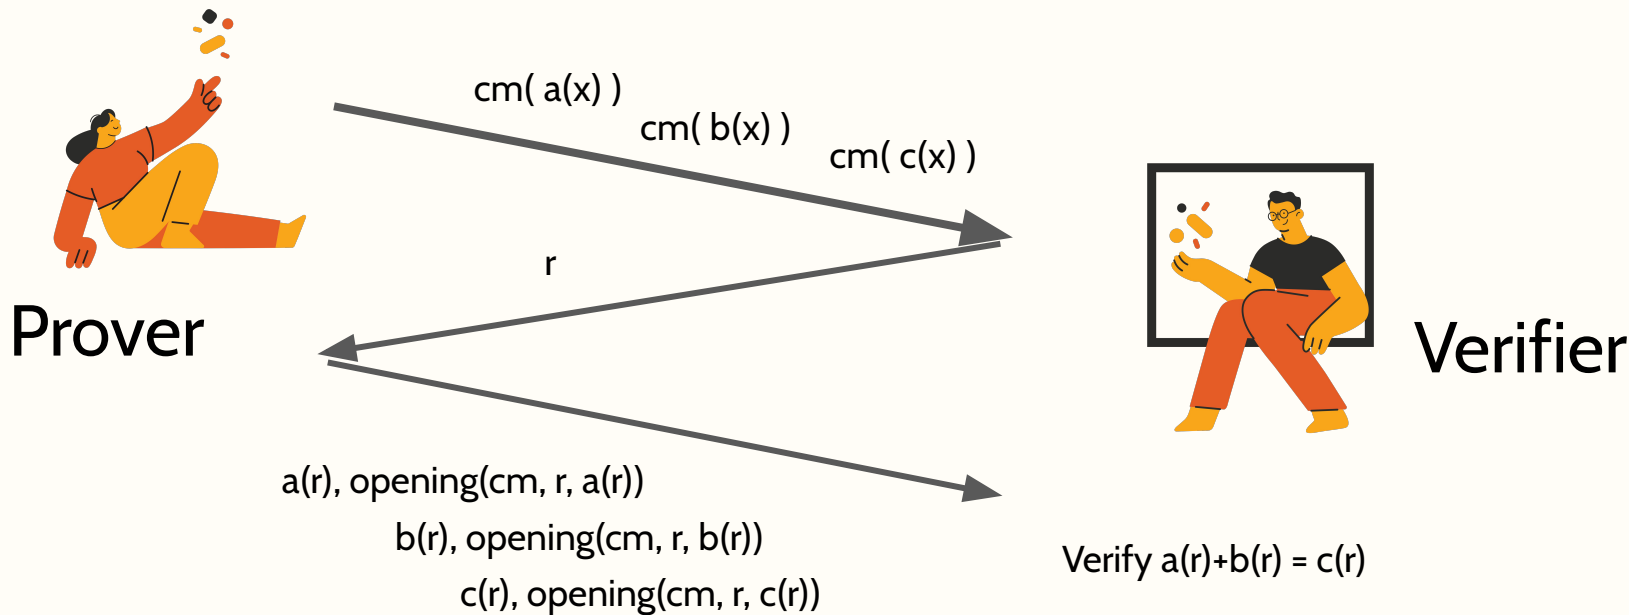 cm( a(x) )
cm( b(x) )
cm( c(x) )
r
Prover
Verifier
a(r), opening(cm, r, a(r))
b(r), opening(cm, r, b(r))
c(r), opening(cm, r, c(r))
Verify a(r)+b(r) = c(r)